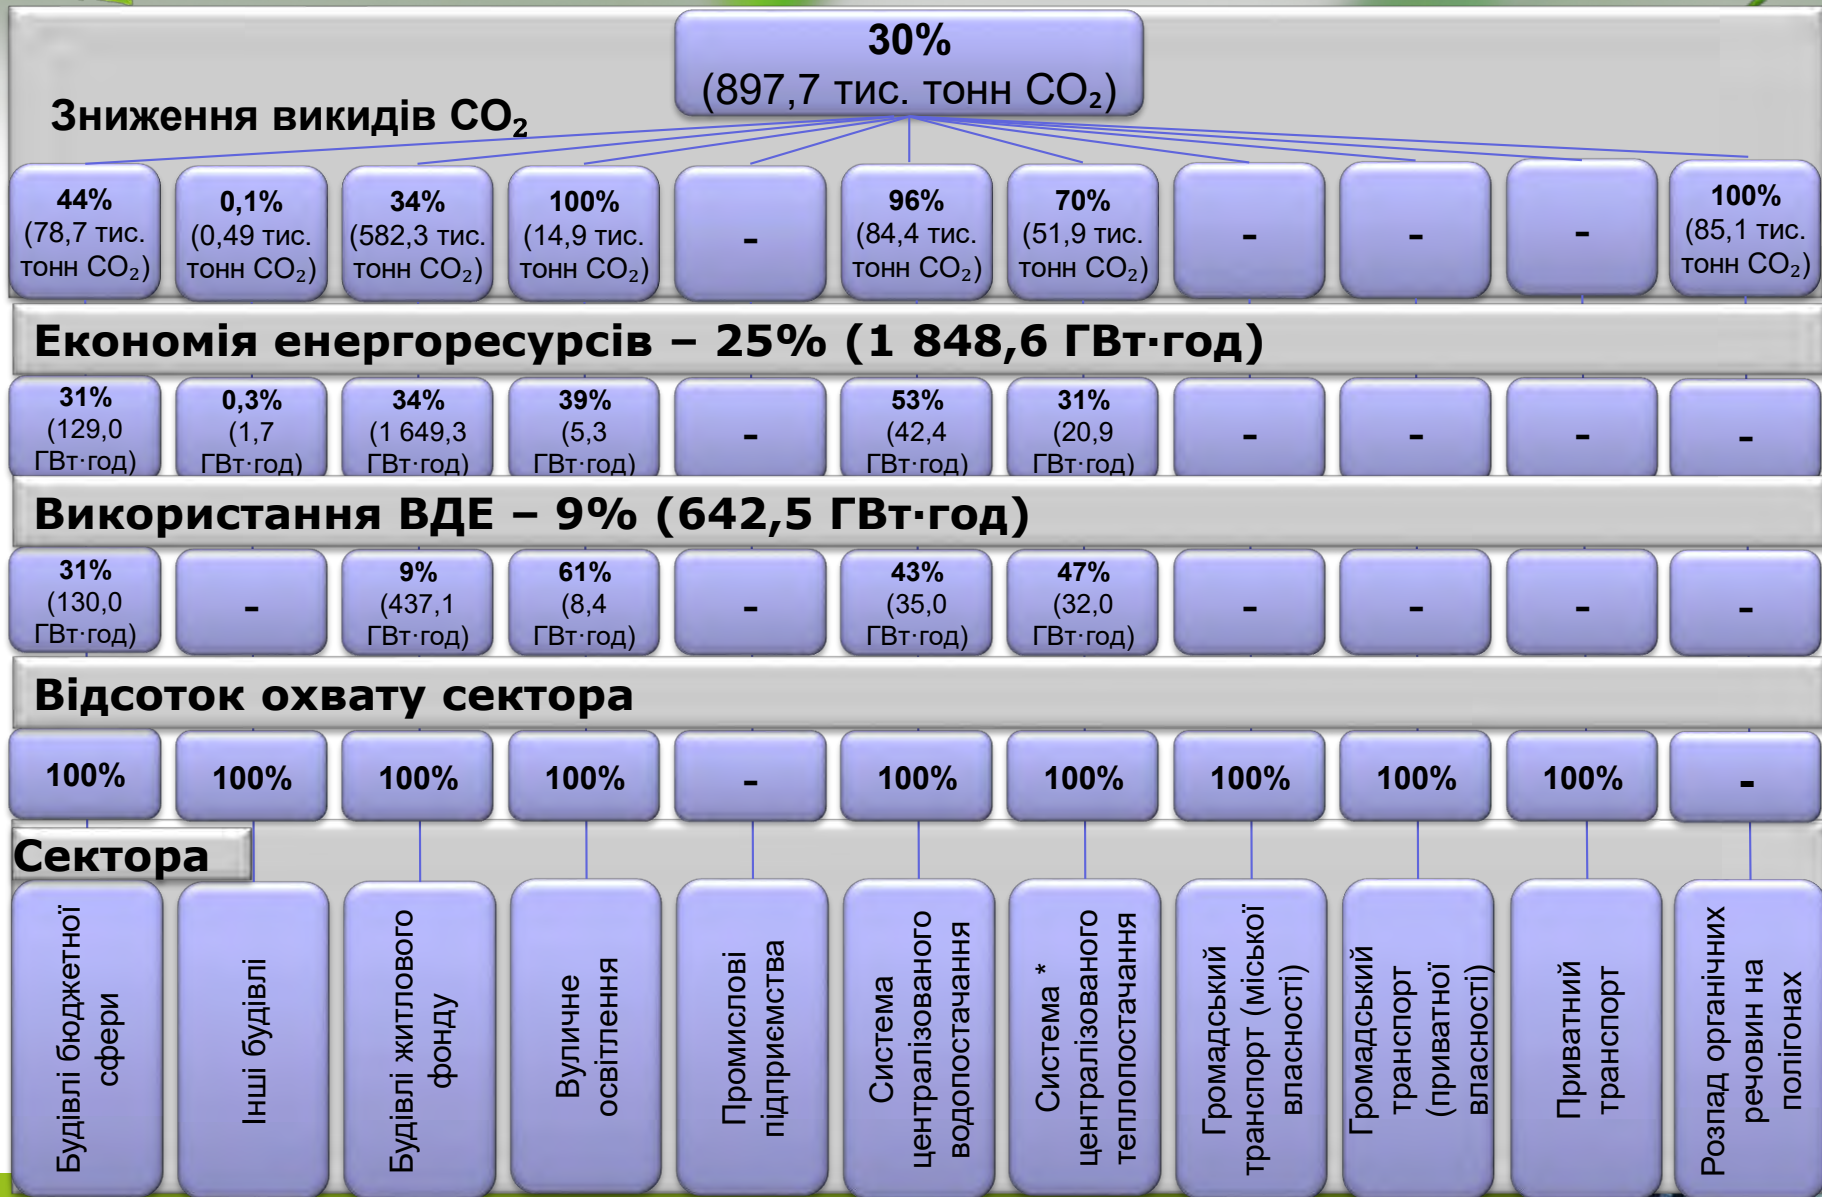 30%
(897,7 тис. тонн CO₂)
Зниження викидів CO₂
44%
(78,7 тис.
тонн CO₂)
0,1%
(0,49 тис.
тонн CO₂)
34%
(582,3 тис.
тонн CO₂)
100%
(14,9 тис.
тонн CO₂)
-
96%
(84,4 тис.
тонн CO₂)
70%
(51,9 тис.
тонн CO₂)
-
-
-
100%
(85,1 тис.
тонн CO₂)
Економія енергоресурсів – 25% (1 848,6 ГВт·год)
31%
(129,0
ГВт·год)
0,3%
(1,7
ГВт·год)
34%
(1 649,3
ГВт·год)
39%
(5,3
ГВт·год)
-
53%
(42,4
ГВт·год)
31%
(20,9
ГВт·год)
-
-
-
-
Використання ВДЕ – 9% (642,5 ГВт·год)
31%
(130,0
ГВт·год)
-
9%
(437,1
ГВт·год)
61%
(8,4
ГВт·год)
-
43%
(35,0
ГВт·год)
47%
(32,0
ГВт·год)
-
-
-
-
Відсоток охвату сектора
100%
100%
100%
100%
-
100%
100%
100%
100%
100%
-
Сектора
Будівлі бюджетної
сфери
Інші будівлі
Будівлі житлового
фонду
Вуличне
освітлення
Промислові
підприємства
Система
централізованого
водопостачання
Система *
централізованого
теплопостачання
Громадський
транспорт (міської
власності)
Громадський
транспорт
(приватної
власності)
Приватний
транспорт
Розпад органічних
речовин на
полігонах